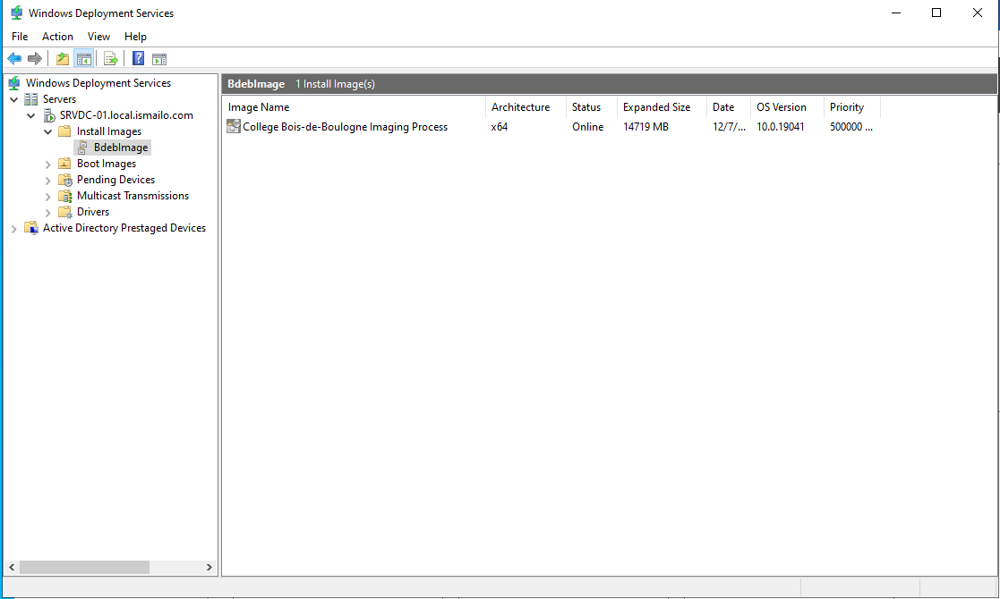 Windows Deployment Services
File Action View Help
Windows Deployment Services
Servers
SRVDC-01.local.ismailo.com
Install Images
BdebImage
Boot Images
Pending Devices
Multicast Transmissions
Drivers
Active Directory Prestaged Devices
BdebImage 1 Install Image(s)
Image Name Architecture Status Expanded Size Date OS Version Priority
College Bois-de-Boulogne Imaging Process x64 Online 14719 MB 12/7/... 10.0.19041 500000 ...